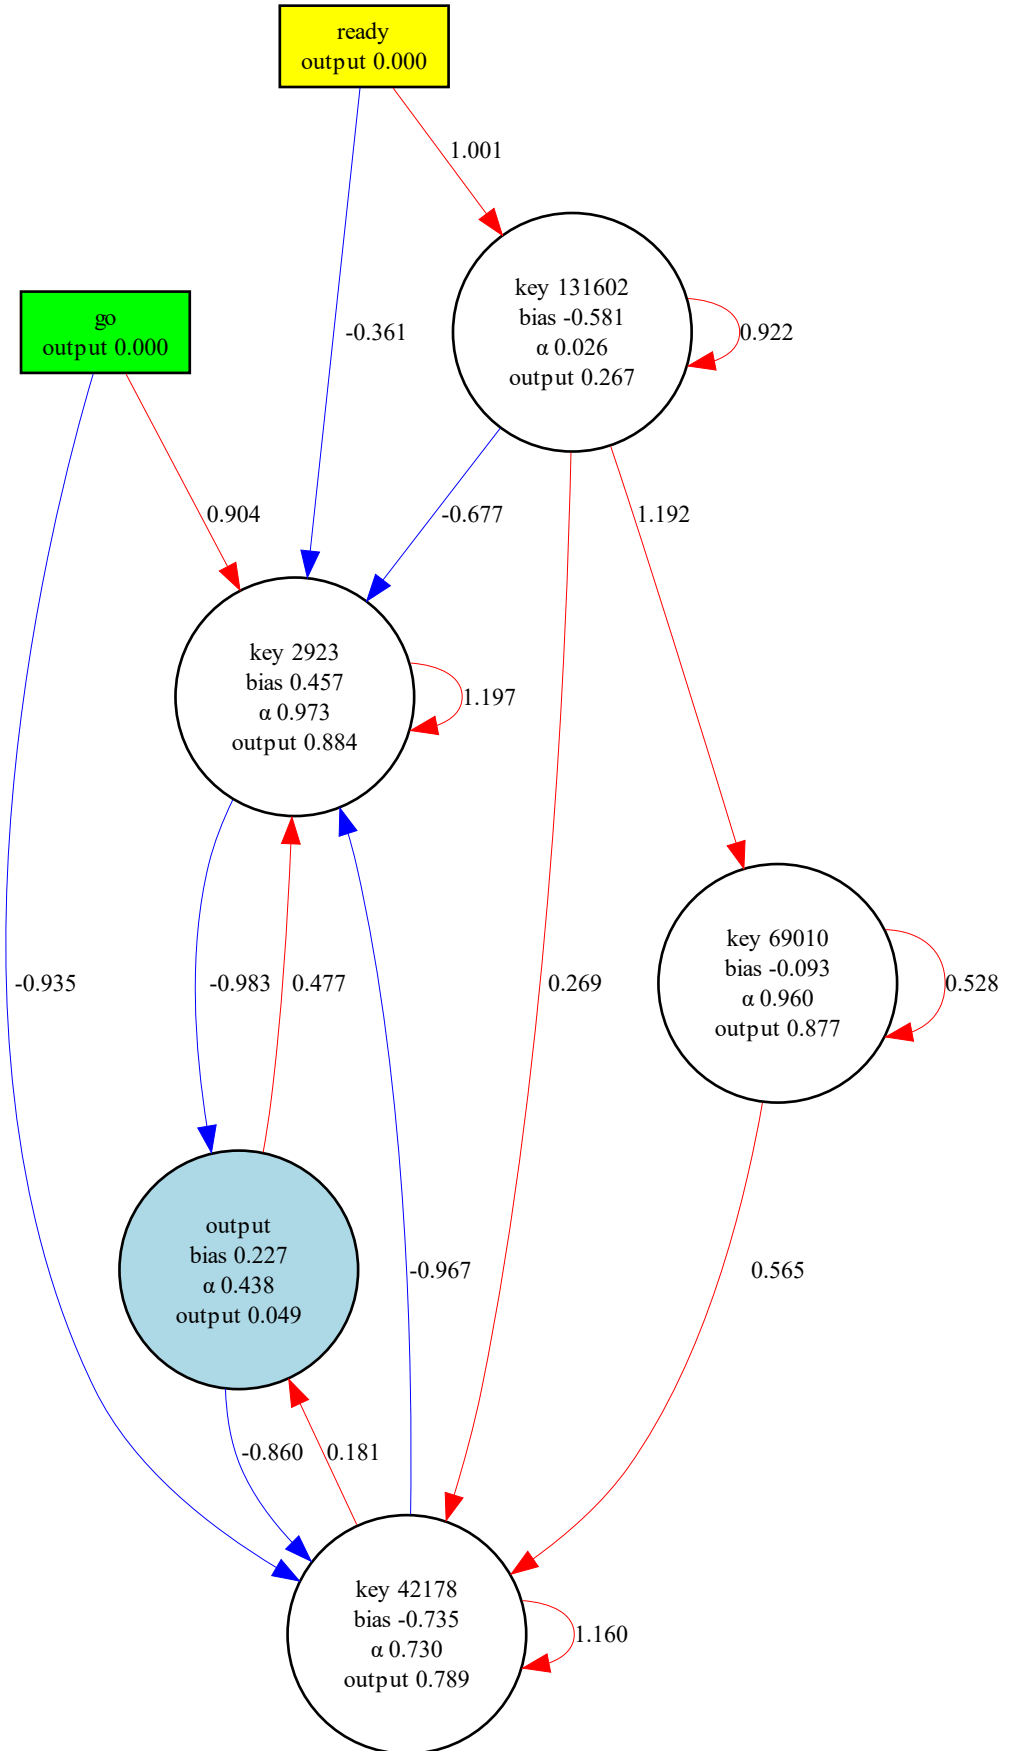 ready
output 0.000
1.001
key 131602
bias -0.581
α 0.026
output 0.267
0.922
go
output 0.000
-0.361
0.904
-0.677
1.192
key 2923
bias 0.457
α 0.973
output 0.884
1.197
key 69010
bias -0.093
α 0.960
output 0.877
0.528
-0.935
-0.983
0.477
0.269
output
bias 0.227
α 0.438
output 0.049
-0.967
0.565
-0.860
0.181
key 42178
bias -0.735
α 0.730
output 0.789
1.160